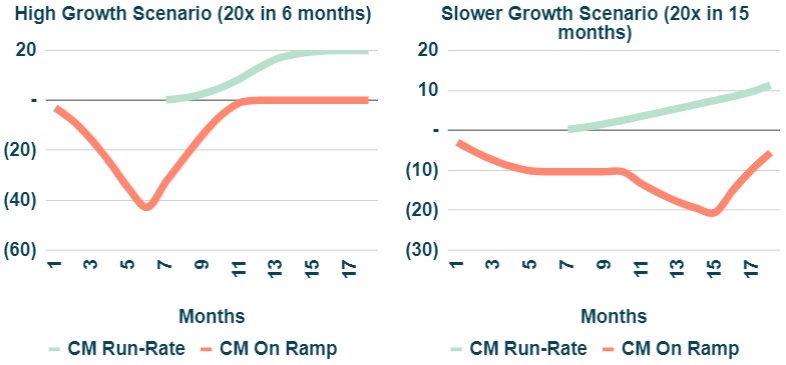 High Growth Scenario (20x in 6 months)
20
-
(20)
(40)
(60)
1 3 5 7 9 11 13 15 17
Months
CM Run-Rate CM On Ramp
Slower Growth Scenario (20x in 15
months)
20
10
-
(10)
(20)
(30)
1 3 5 7 9 11 13 15 17
Months
CM Run-Rate CM On Ramp